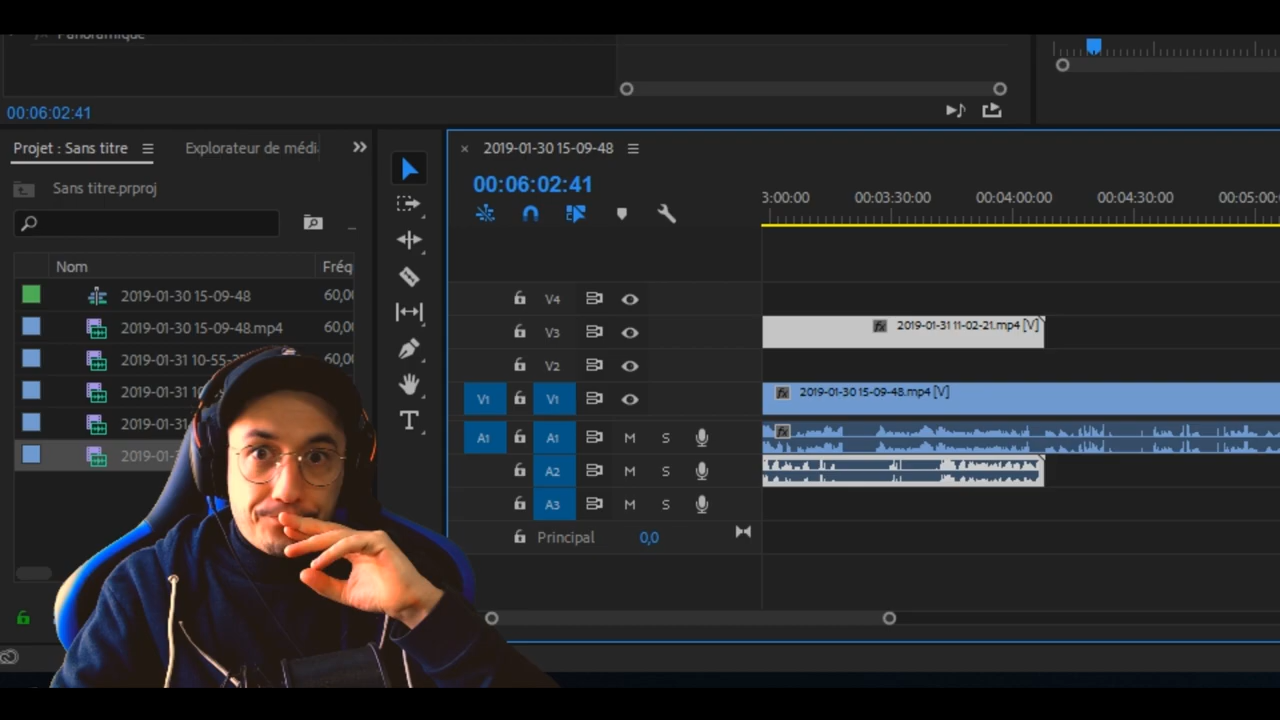 Panoramique
00:06:02:41
Projet : Sans titre
Explorateur de médi
Sans titre.prproj
Nom
Fréq
2019-01-30 15-09-48
60,00
2019-01-30 15-09-48.mp4
60,00
2019-01-31 10-55-
60,00
2019-01-31
2019-01-31
2019-01-3
2019-01-30 15-09-48
00:06:02:41
3:00:00
00:03:30:00
00:04:00:00
00:04:30:00
00:05:00:
V4
V3
fx 2019-01-31 11-02-21.mp4 [V]
V2
V1
V1
fx 2019-01-30 15-09-48.mp4 [V]
A1
A1
M
S
fx
A2
M
S
A3
M
S
Principal
0,0
T